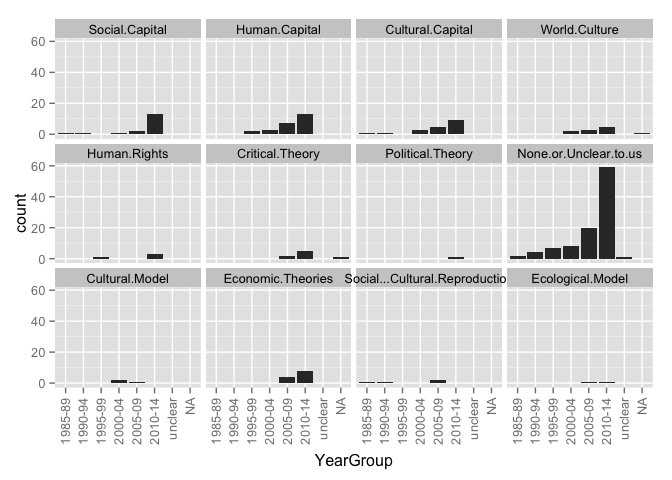 Social.Capital Human.Capital Cultural.Capital World.Culture
60
40
20
0
Human.Rights Critical.Theory Political.Theory None.or.Unclear.to.us
60
40
20
0
count
Cultural.Model Economic.Theories Social...Cultural.Reproductio Ecological.Model
60
40
20
0
1985-89 1990-94 1995-99 2000-04 2005-09 2010-14 unclear NA 1985-89 1990-94 1995-99 2000-04 2005-09 2010-14 unclear NA 1985-89 1990-94 1995-99 2000-04 2005-09 2010-14 unclear NA 1985-89 1990-94 1995-99 2000-04 2005-09 2010-14 unclear NA
YearGroup